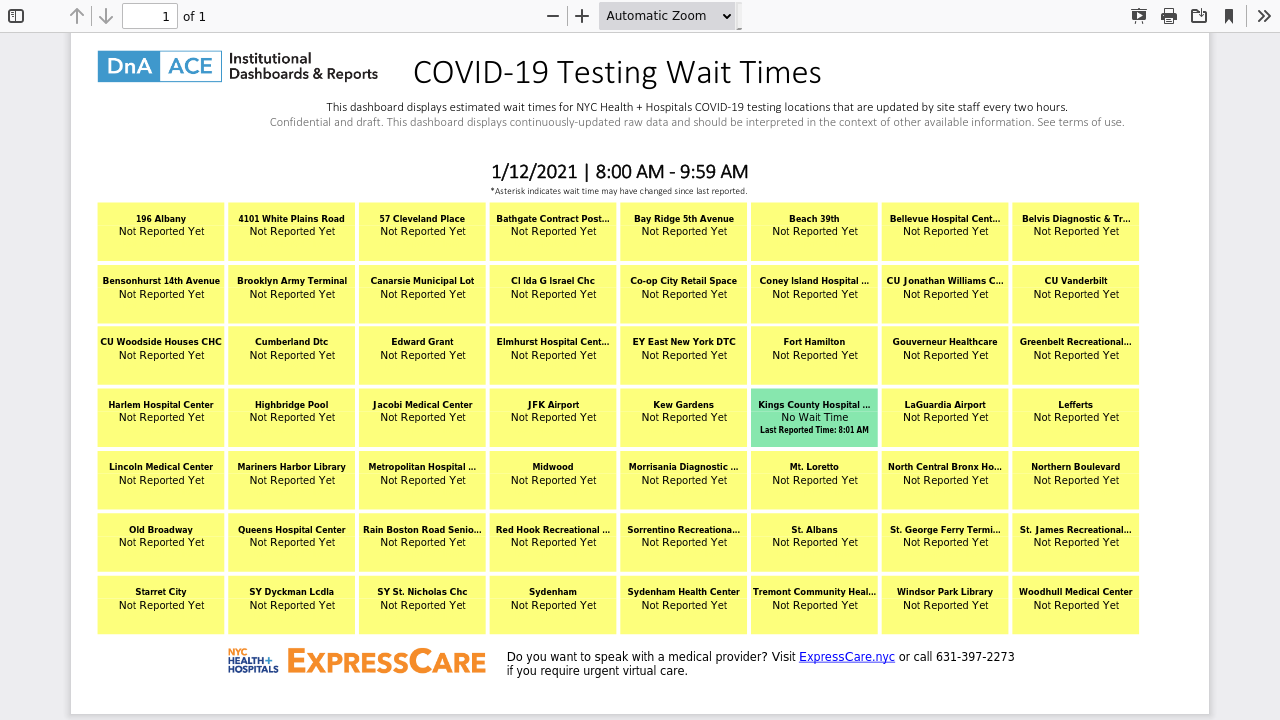 1 of 1 Automatic Zoom
DnA ACE Institutional Dashboards & Reports
COVID-19 Testing Wait Times
This dashboard displays estimated wait times for NYC Health + Hospitals COVID-19 testing locations that are updated by site staff every two hours.
Confidential and draft. This dashboard displays continuously-updated raw data and should be interpreted in the context of other available information. See terms of use.
1/12/2021 | 8:00 AM - 9:59 AM
*Asterisk indicates wait time may have changed since last reported.
196 Albany 4101 White Plains Road 57 Cleveland Place Bathgate Contract Post... Bay Ridge 5th Avenue Beach 39th Bellevue Hospital Cent... Belvis Diagnostic & Tr...
Not Reported Yet Not Reported Yet Not Reported Yet Not Reported Yet Not Reported Yet Not Reported Yet Not Reported Yet Not Reported Yet
Bensonhurst 14th Avenue Brooklyn Army Terminal Canarsie Municipal Lot CI Ida G Israel Chc Co-op City Retail Space Coney Island Hospital ... CU Jonathan Williams C... CU Vanderbilt
Not Reported Yet Not Reported Yet Not Reported Yet Not Reported Yet Not Reported Yet Not Reported Yet Not Reported Yet Not Reported Yet
CU Woodside Houses CHC Cumberland Dtc Edward Grant Elmhurst Hospital Cent... EY East New York DTC Fort Hamilton Gouverneur Healthcare Greenbelt Recreational...
Not Reported Yet Not Reported Yet Not Reported Yet Not Reported Yet Not Reported Yet Not Reported Yet Not Reported Yet Not Reported Yet
Harlem Hospital Center Highbridge Pool Jacobi Medical Center JFK Airport Kew Gardens Kings County Hospital ... LaGuardia Airport Lefferts
Not Reported Yet Not Reported Yet Not Reported Yet Not Reported Yet Not Reported Yet No Wait Time Not Reported Yet Not Reported Yet
Last Reported Time: 8:01 AM
Lincoln Medical Center Mariners Harbor Library Metropolitan Hospital ... Midwood Morrisania Diagnostic ... Mt. Loretto North Central Bronx Ho... Northern Boulevard
Not Reported Yet Not Reported Yet Not Reported Yet Not Reported Yet Not Reported Yet Not Reported Yet Not Reported Yet Not Reported Yet
Old Broadway Queens Hospital Center Rain Boston Road Senio... Red Hook Recreational ... Sorrentino Recreationa... St. Albans St. George Ferry Termi... St. James Recreational...
Not Reported Yet Not Reported Yet Not Reported Yet Not Reported Yet Not Reported Yet Not Reported Yet Not Reported Yet Not Reported Yet
Starret City SY Dyckman Lcdla SY St. Nicholas Chc Sydenham Sydenham Health Center Tremont Community Heal... Windsor Park Library Woodhull Medical Center
Not Reported Yet Not Reported Yet Not Reported Yet Not Reported Yet Not Reported Yet Not Reported Yet Not Reported Yet Not Reported Yet
NYC HEALTH+ HOSPITALS EXPRESSCARE
Do you want to speak with a medical provider? Visit ExpressCare.nyc or call 631-397-2273
if you require urgent virtual care.